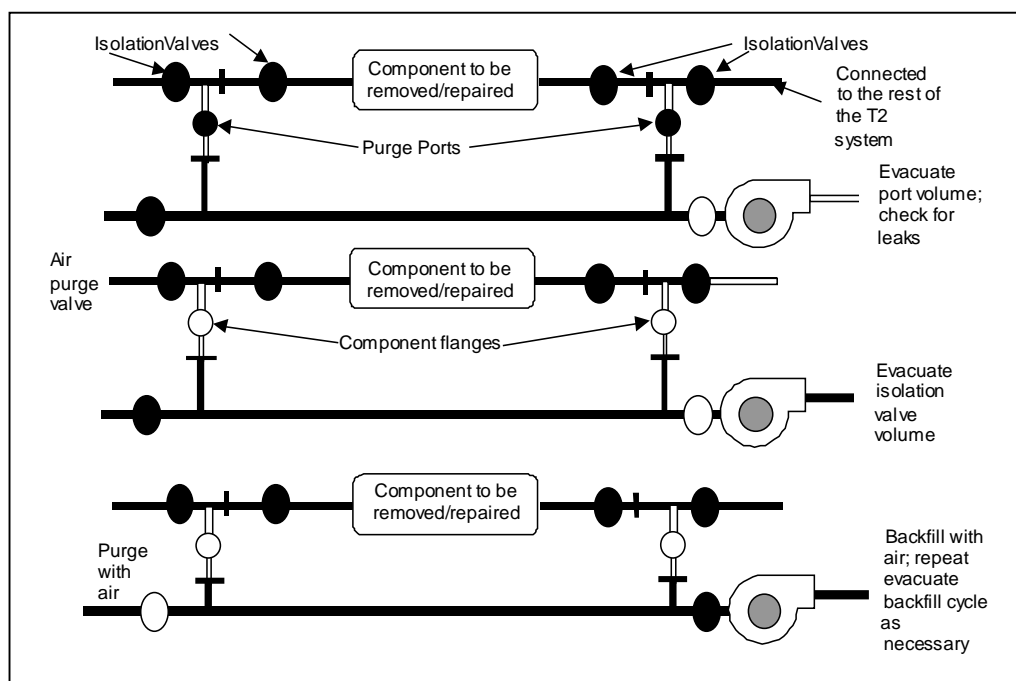 IsolationValves
IsolationValves
Component to be
removed/repaired
Connected
to the rest of
the T2
system
Purge Ports
Evacuate
port volume;
check for
leaks
Air
purge
valve
Component to be
removed/repaired
Component flanges
Evacuate
isolation
valve
volume
Component to be
removed/repaired
Purge
with
air
Backfill with
air; repeat
evacuate
backfill cycle
as
necessary